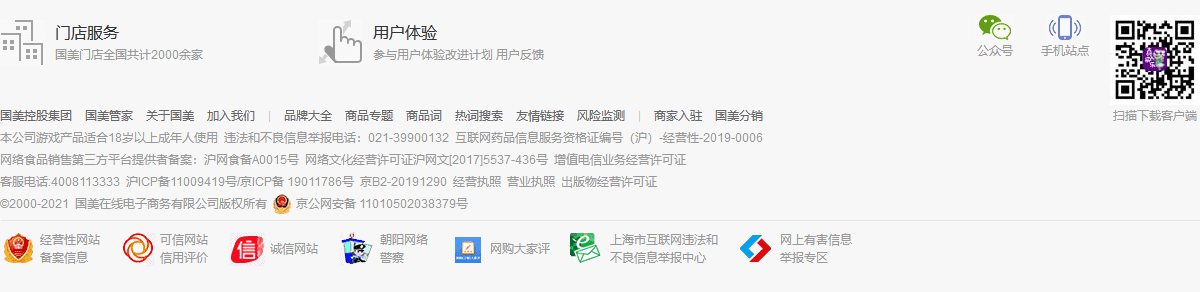 门店服务
国美门店全国共计2000余家
用户体验
参与用户体验改进计划 用户反馈
公众号
手机站点
扫描下载客户端
国美控股集团 国美管家 关于国美 加入我们 | 品牌大全 商品专题 商品词 热词搜索 友情链接 风险监测 | 商家入驻 国美分销
本公司游戏产品适合18岁以上成年人使用 违法和不良信息举报电话：021-39900132 互联网药品信息服务资格证编号（沪）-经营性-2019-0006
网络食品销售第三方平台提供者备案：沪网食备A0015号 网络文化经营许可证沪网文[2017]5537-436号 增值电信业务经营许可证
客服电话:4008113333 沪ICP备11009419号/京ICP备 19011786号 京B2-20191290 经营执照 营业执照 出版物经营许可证
©2000-2021 国美在线电子商务有限公司版权所有 京公网安备 11010502038379号
经营性网站
备案信息
可信网站
信用评价
信
诚信网站
朝阳网络
警察
网购大家评
上海市互联网违法和
不良信息举报中心
网上有害信息
举报专区